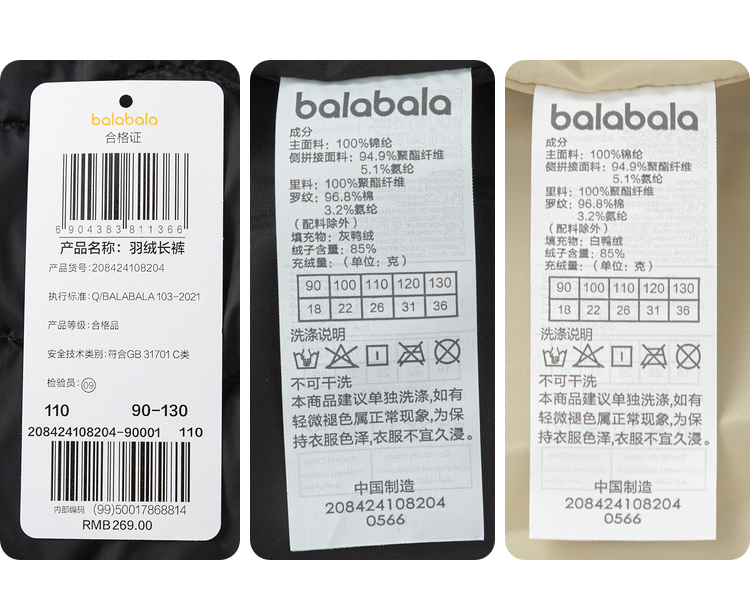 balabala
合格证
6904383811366
产品名称：羽绒长裤
产品货号：208424108204
执行标准：Q/BALABALA 103-2021
产品等级：合格品
安全技术类别：符合GB 31701 C类
检验员：09
110 90-130
208424108204-90001 110
内部编码 (99)50017868814
RMB269.00
balabala
成分
主面料：100%锦纶
侧拼接面料：94.9%聚酯纤维
5.1%氨纶
里料：100%聚酯纤维
罗纹：96.8%棉
3.2%氨纶
（配料除外）
填充物：灰鸭绒
绒子含量：85%
充绒量：（单位：克）
90 100 110 120 130
18 22 26 31 36
洗涤说明
不可干洗
本商品建议单独洗涤,如有
轻微褪色属正常现象,为保
持衣服色泽,衣服不宜久浸。
中国制造
208424108204
0566
balabala
成分
主面料：100%锦纶
侧拼接面料：94.9%聚酯纤维
5.1%氨纶
里料：100%聚酯纤维
罗纹：96.8%棉
3.2%氨纶
（配料除外）
填充物：白鸭绒
绒子含量：85%
充绒量：（单位：克）
90 100 110 120 130
18 22 26 31 36
洗涤说明
不可干洗
本商品建议单独洗涤,如有
轻微褪色属正常现象,为保
持衣服色泽,衣服不宜久浸。
中国制造
208424108204
0566